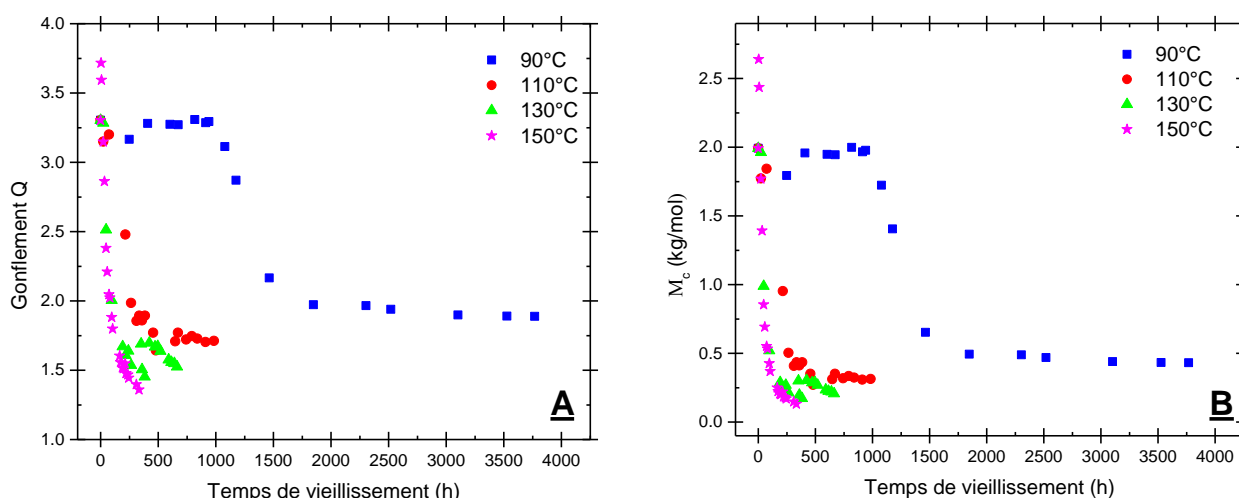 4.0
3.5
3.0
2.5
2.0
1.5
1.0
Gonflement Q
90°C
110°C
130°C
150°C
A
0 500 1000 1500 2000 2500 3000 3500 4000
Temps de vieillissement (h)
2.5
2.0
1.5
1.0
0.5
0.0
Mc (kg/mol)
90°C
110°C
130°C
150°C
B
0 500 1000 1500 2000 2500 3000 3500 4000
Temps de vieillissement (h)